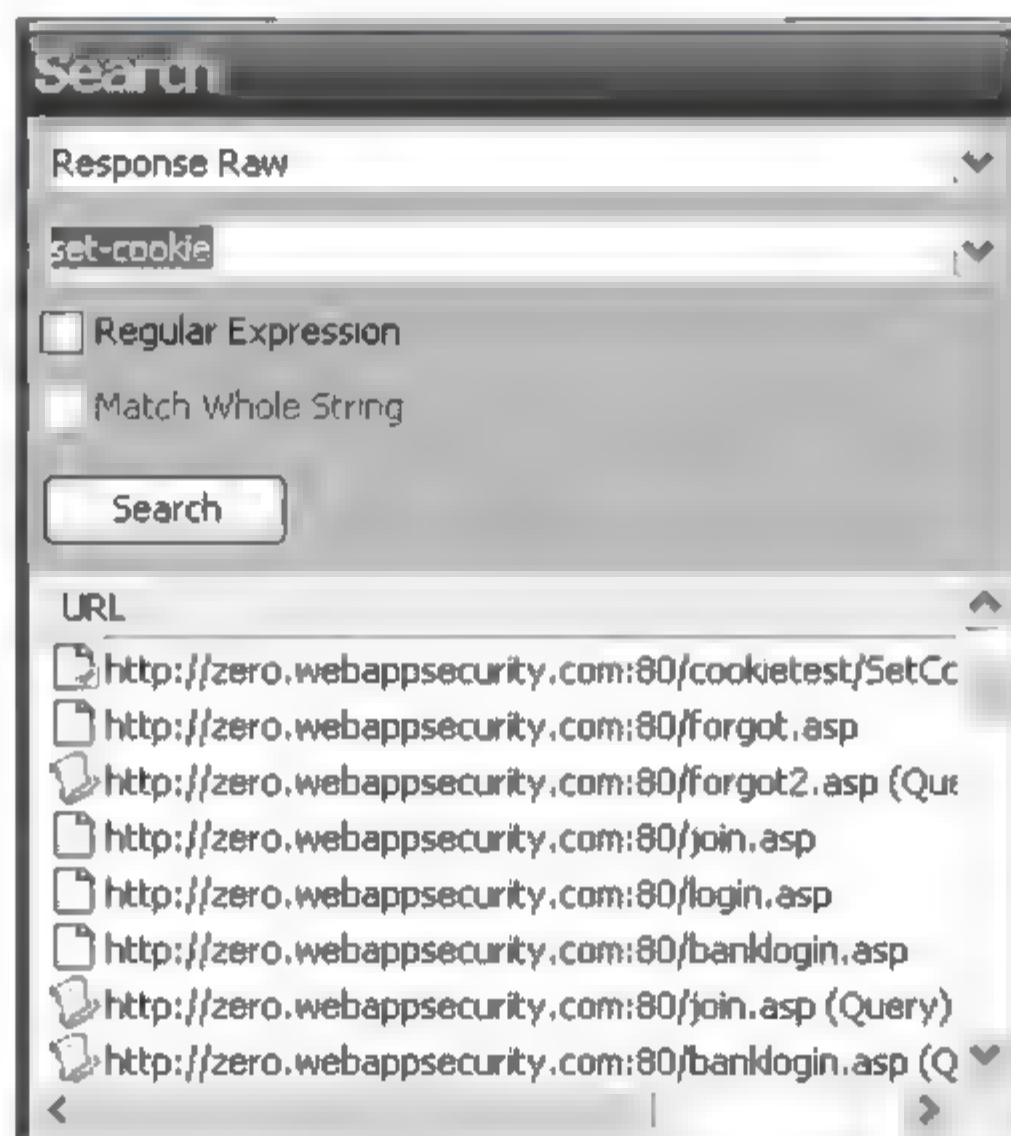 Search
Response Raw
set-cookie
Regular Expression
Match Whole String
Search
URL
http://zero.webappsecurity.com:80/cookietest/SetCc
http://zero.webappsecurity.com:80/forgot.asp
http://zero.webappsecurity.com:80/forgot2.asp (Que
http://zero.webappsecurity.com:80/join.asp
http://zero.webappsecurity.com:80/login.asp
http://zero.webappsecurity.com:80/banklogin.asp
http://zero.webappsecurity.com:80/join.asp (Query)
http://zero.webappsecurity.com:80/banklogin.asp (Q